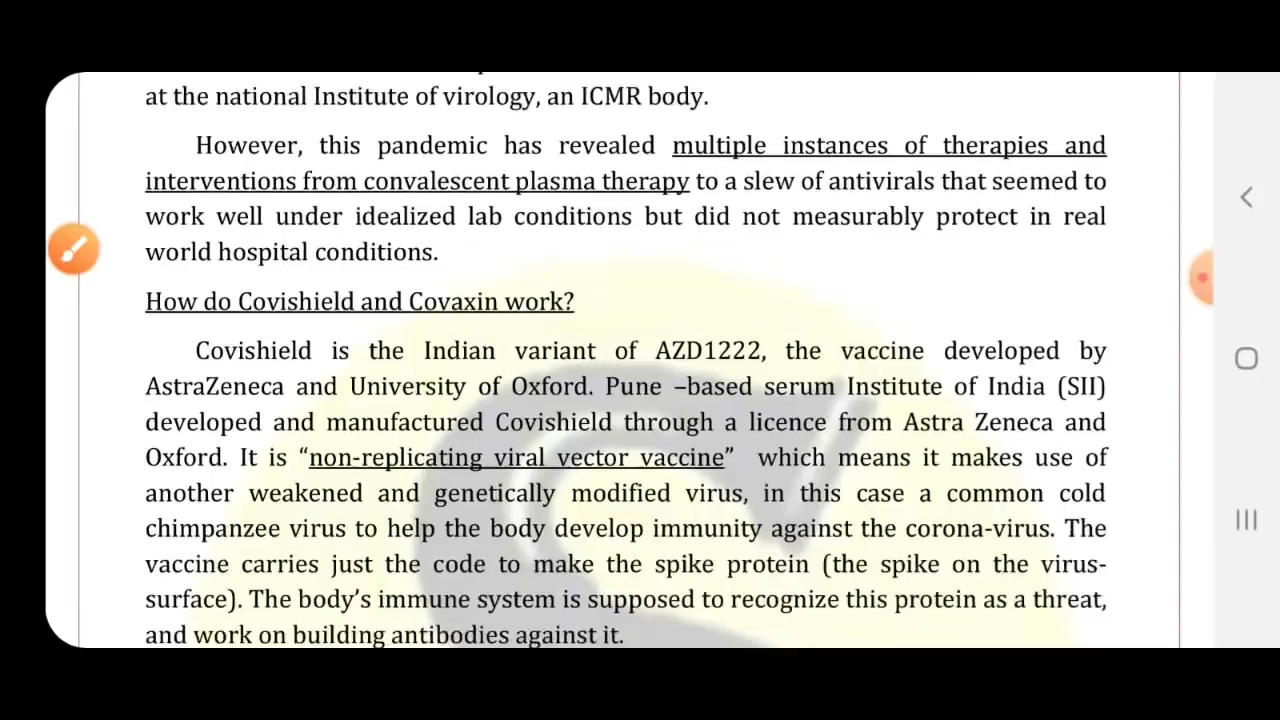 at the national Institute of virology, an ICMR body.
However, this pandemic has revealed multiple instances of therapies and
interventions from convalescent plasma therapy to a slew of antivirals that seemed to
work well under idealized lab conditions but did not measurably protect in real
world hospital conditions.
How do Covishield and Covaxin work?
Covishield is the Indian variant of AZD1222, the vaccine developed by
AstraZeneca and University of Oxford. Pune –based serum Institute of India (SII)
developed and manufactured Covishield through a licence from Astra Zeneca and
Oxford. It is “non-replicating viral vector vaccine” which means it makes use of
another weakened and genetically modified virus, in this case a common cold
chimpanzee virus to help the body develop immunity against the corona-virus. The
vaccine carries just the code to make the spike protein (the spike on the virus-
surface). The body’s immune system is supposed to recognize this protein as a threat,
and work on building antibodies against it.